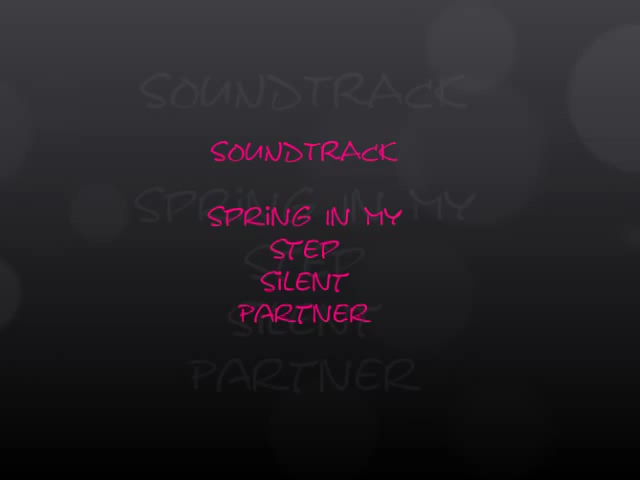 SOUNDTRACK
SPRiNG IN MY
STEP
SiLENT
PARTNER